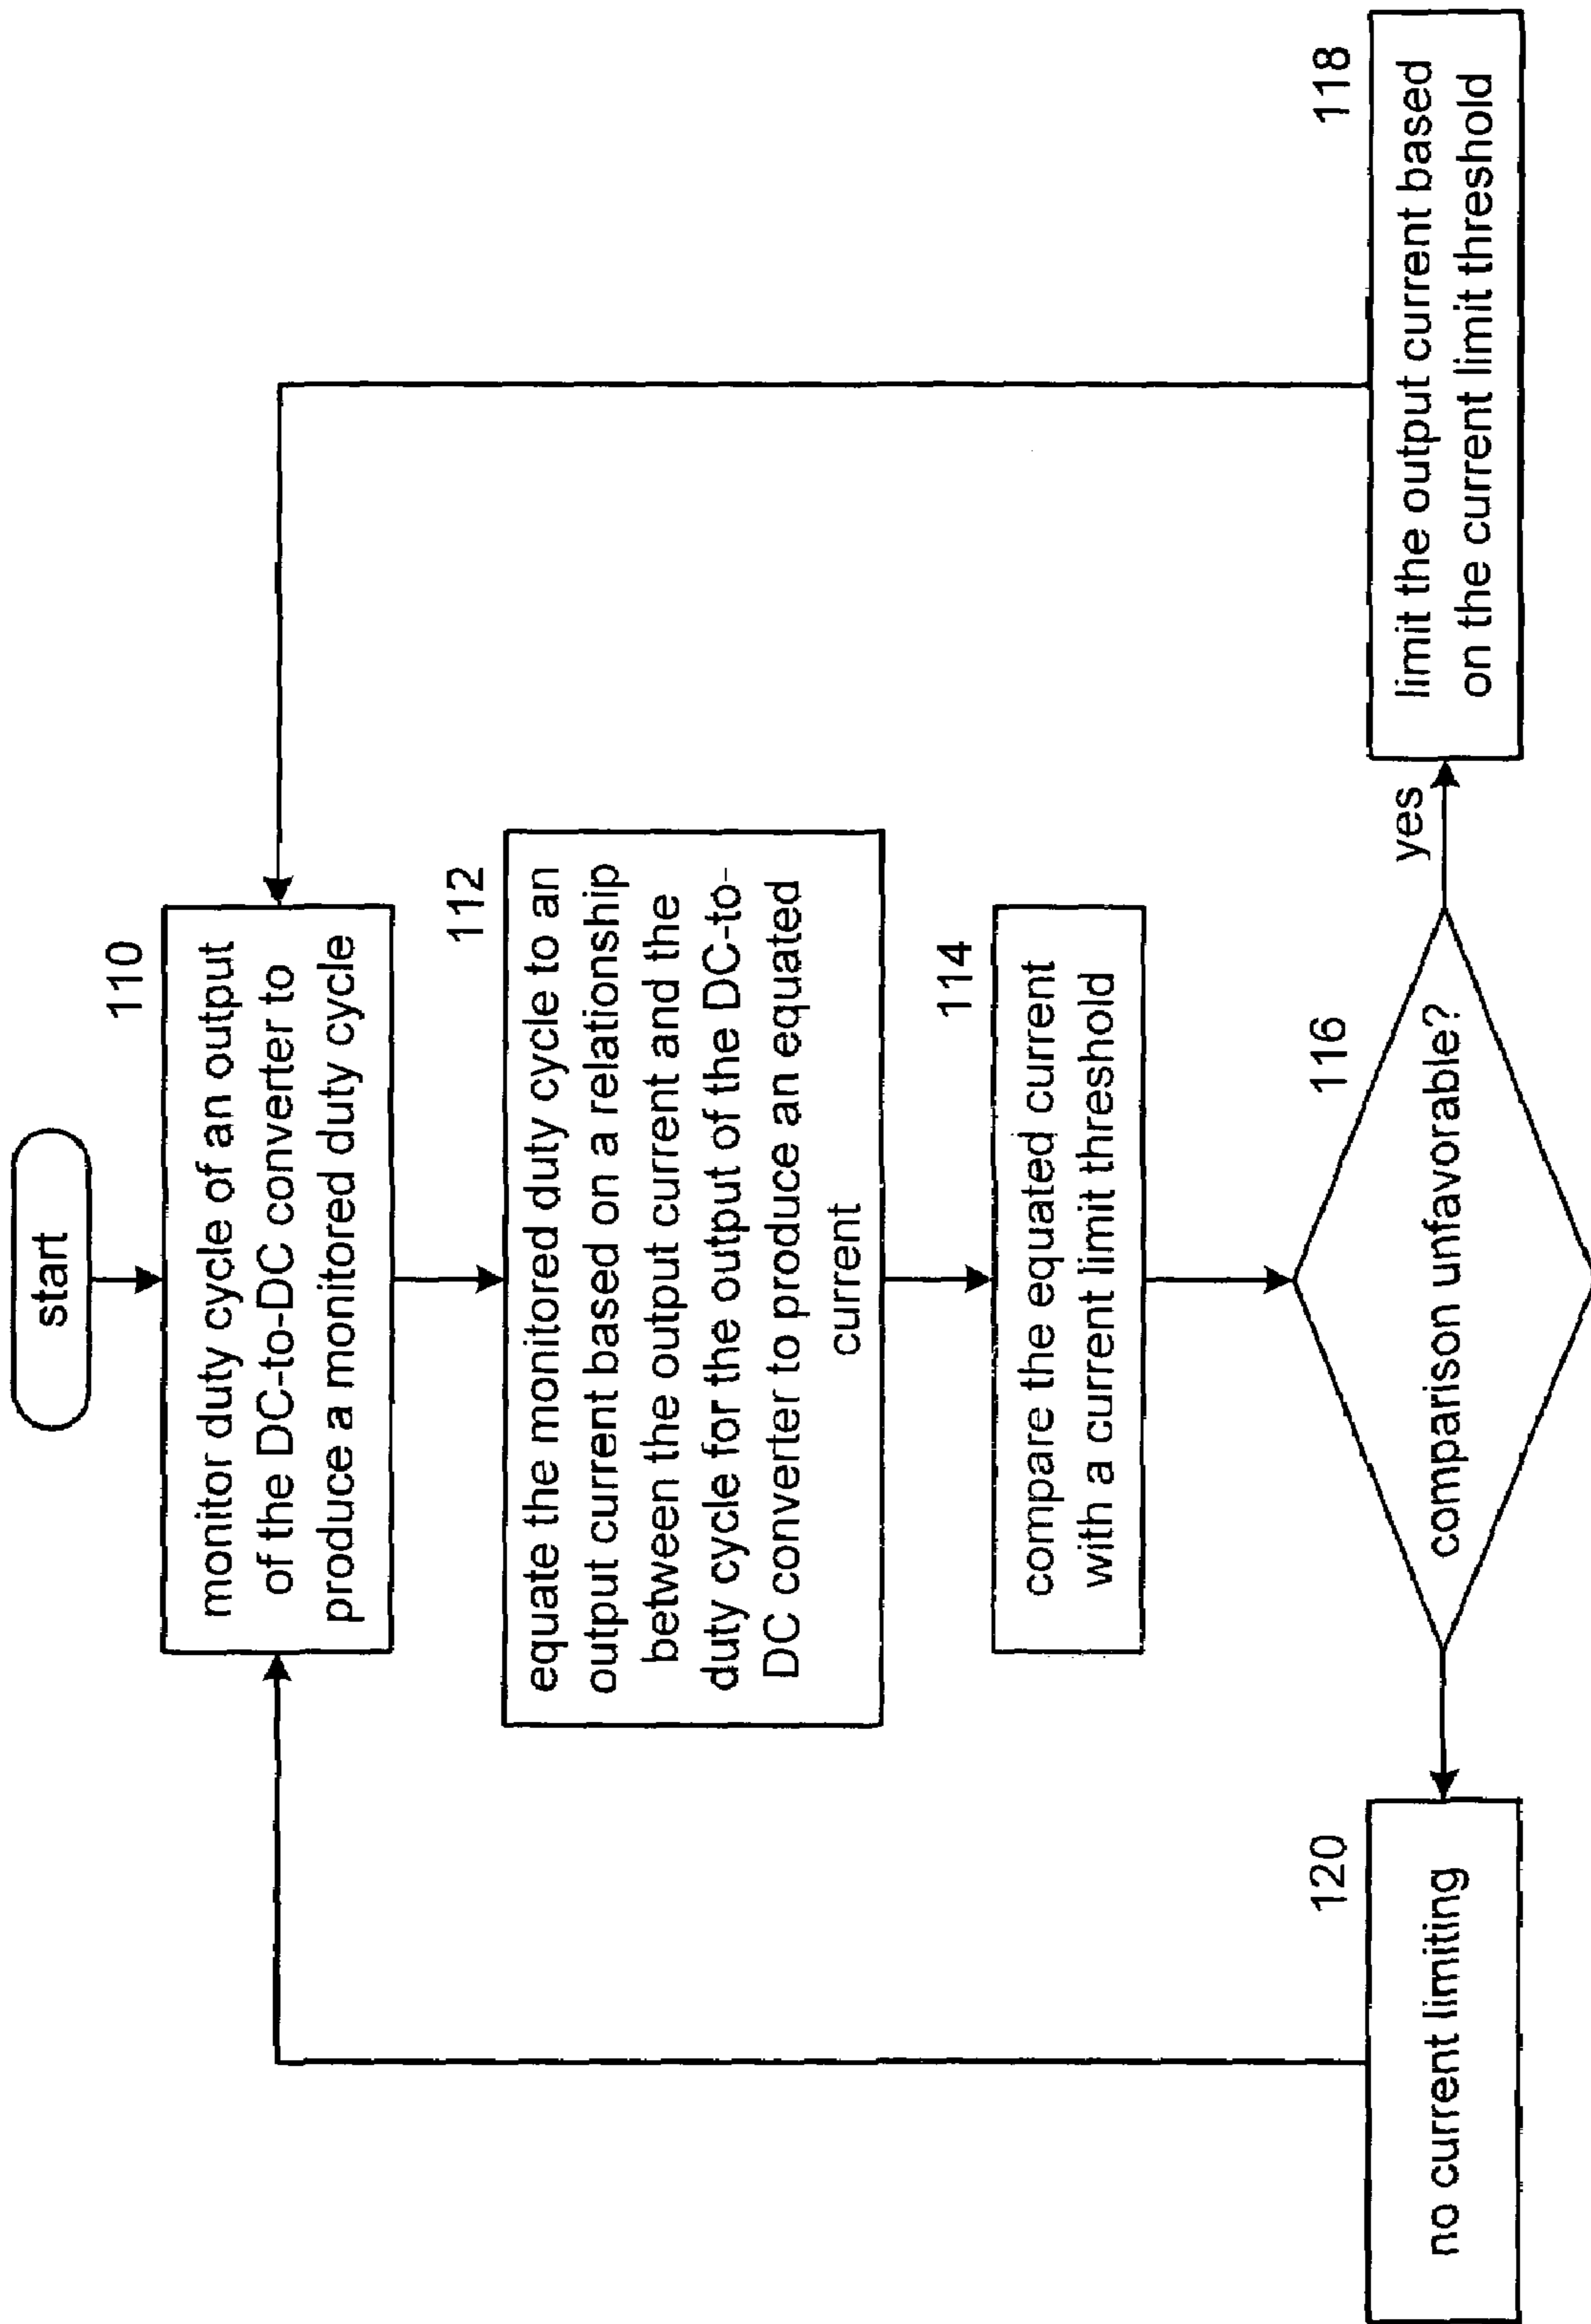 start
110
monitor duty cycle of an output
of the DC-to-DC converter to
produce a monitored duty cycle
112
equate the monitored duty cycle to an
output current based on a relationship
between the output current and the
duty cycle for the output of the DC-to-
DC converter to produce an equated
current
114
compare the equated current
with a current limit threshold
116
comparison unfavorable?
yes
118
limit the output current based
on the current limit threshold
120
no current limiting